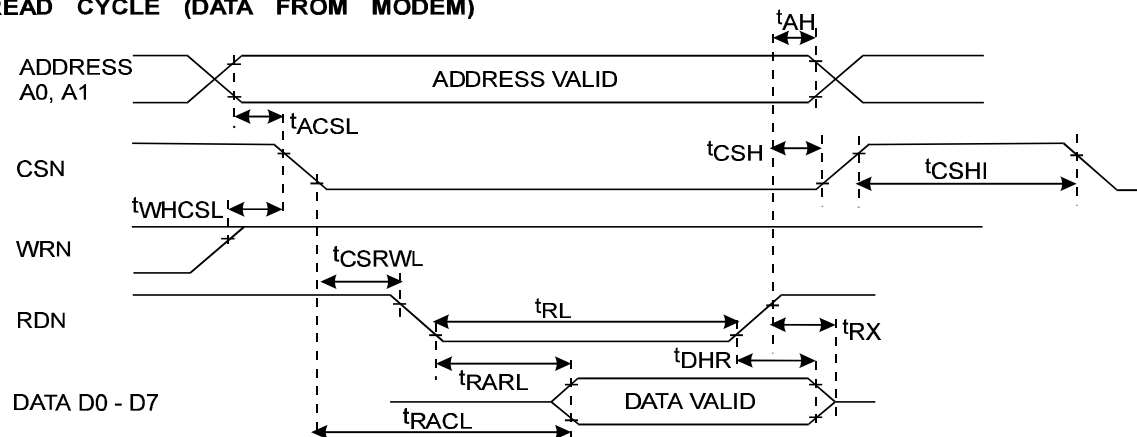 READ CYCLE (DATA FROM MODEM)
tAH
ADDRESS
A0, A1
ADDRESS VALID
tACSL
CSN
tCSH
tCSHI
tWHCSL
WRN
tCSRWL
RDN
tRL
tRX
tDHR
tRARL
DATA D0 - D7
DATA VALID
tRACL